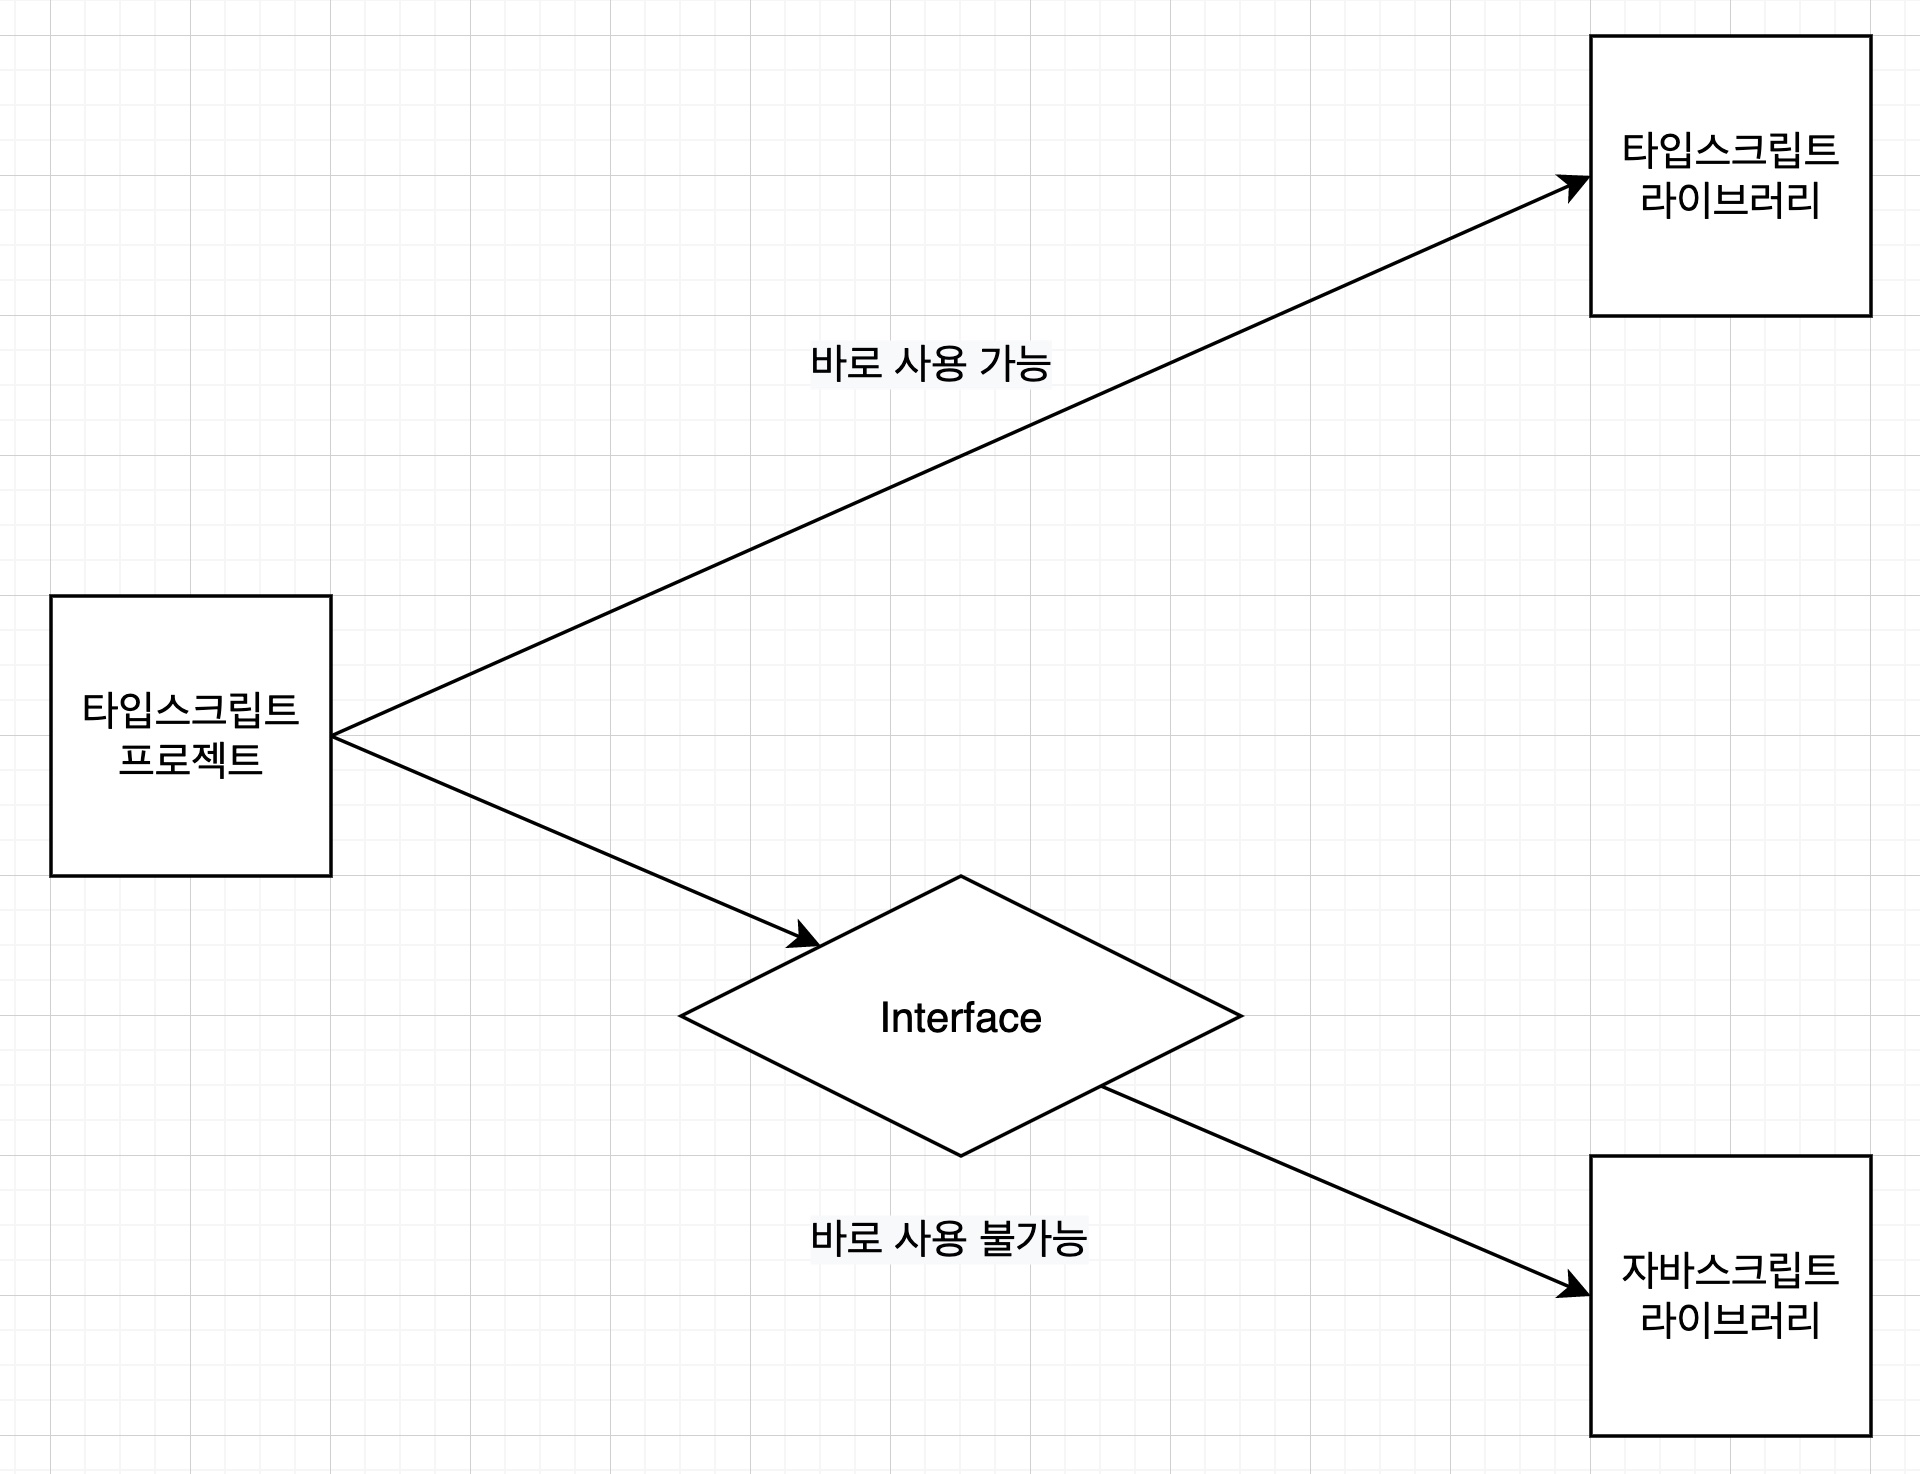 타입스크립트
라이브러리
바로 사용 가능
타입스크립트
프로젝트
Interface
바로 사용 불가능
자바스크립트
라이브러리